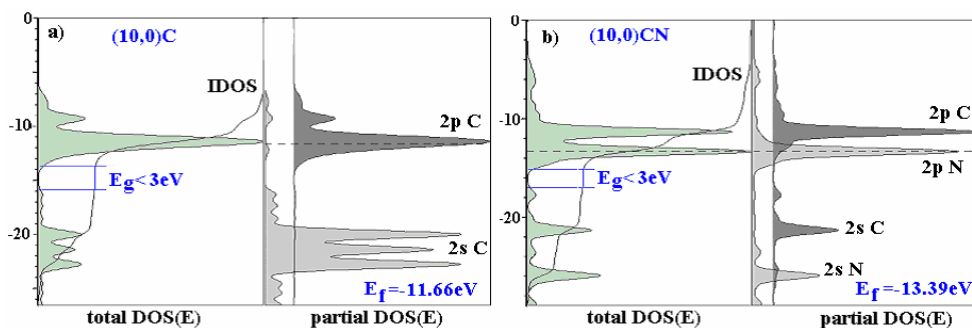 0
a)
(10,0)C
IDOS
-10
2p C
Eg<3eV
-20
2s C
Ef=-11.66eV
total DOS(E)
partial DOS(E)
0
b)
(10,0)CN
IDOS
-10
2p C
2p N
Eg<3eV
-20
2s C
2s N
Ef=-13.39eV
total DOS(E)
partial DOS(E)